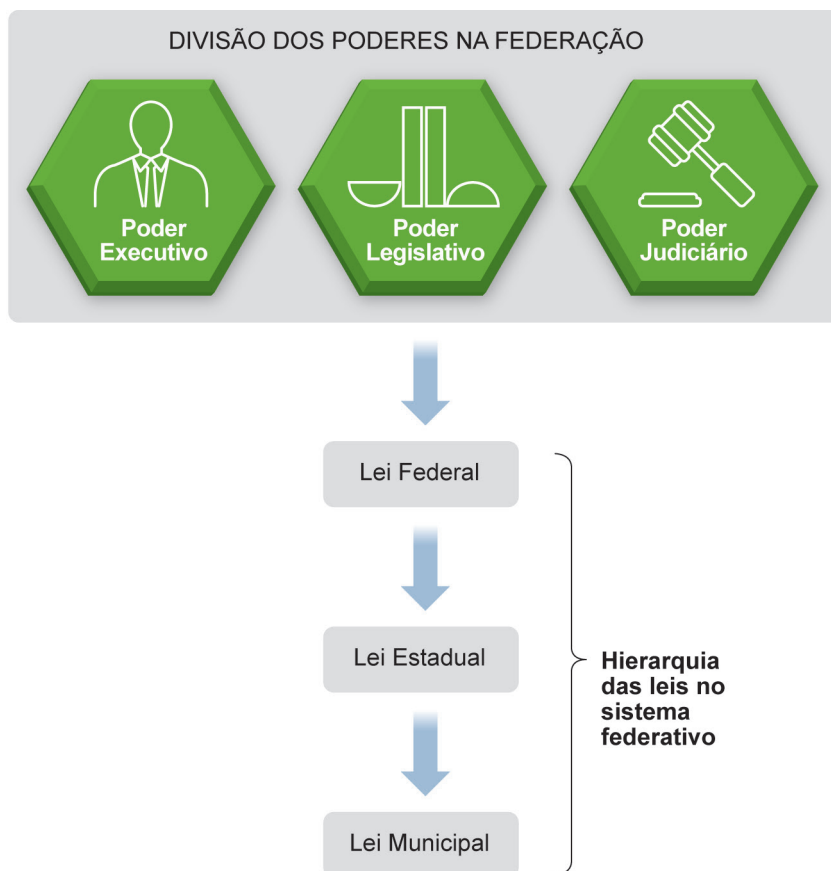 DIVISÃO DOS PODERES NA FEDERAÇÃO
Poder
Executivo
Poder
Legislativo
Poder
Judiciário
Lei Federal
Lei Estadual
Lei Municipal
Hierarquia
das leis no
sistema
federativo